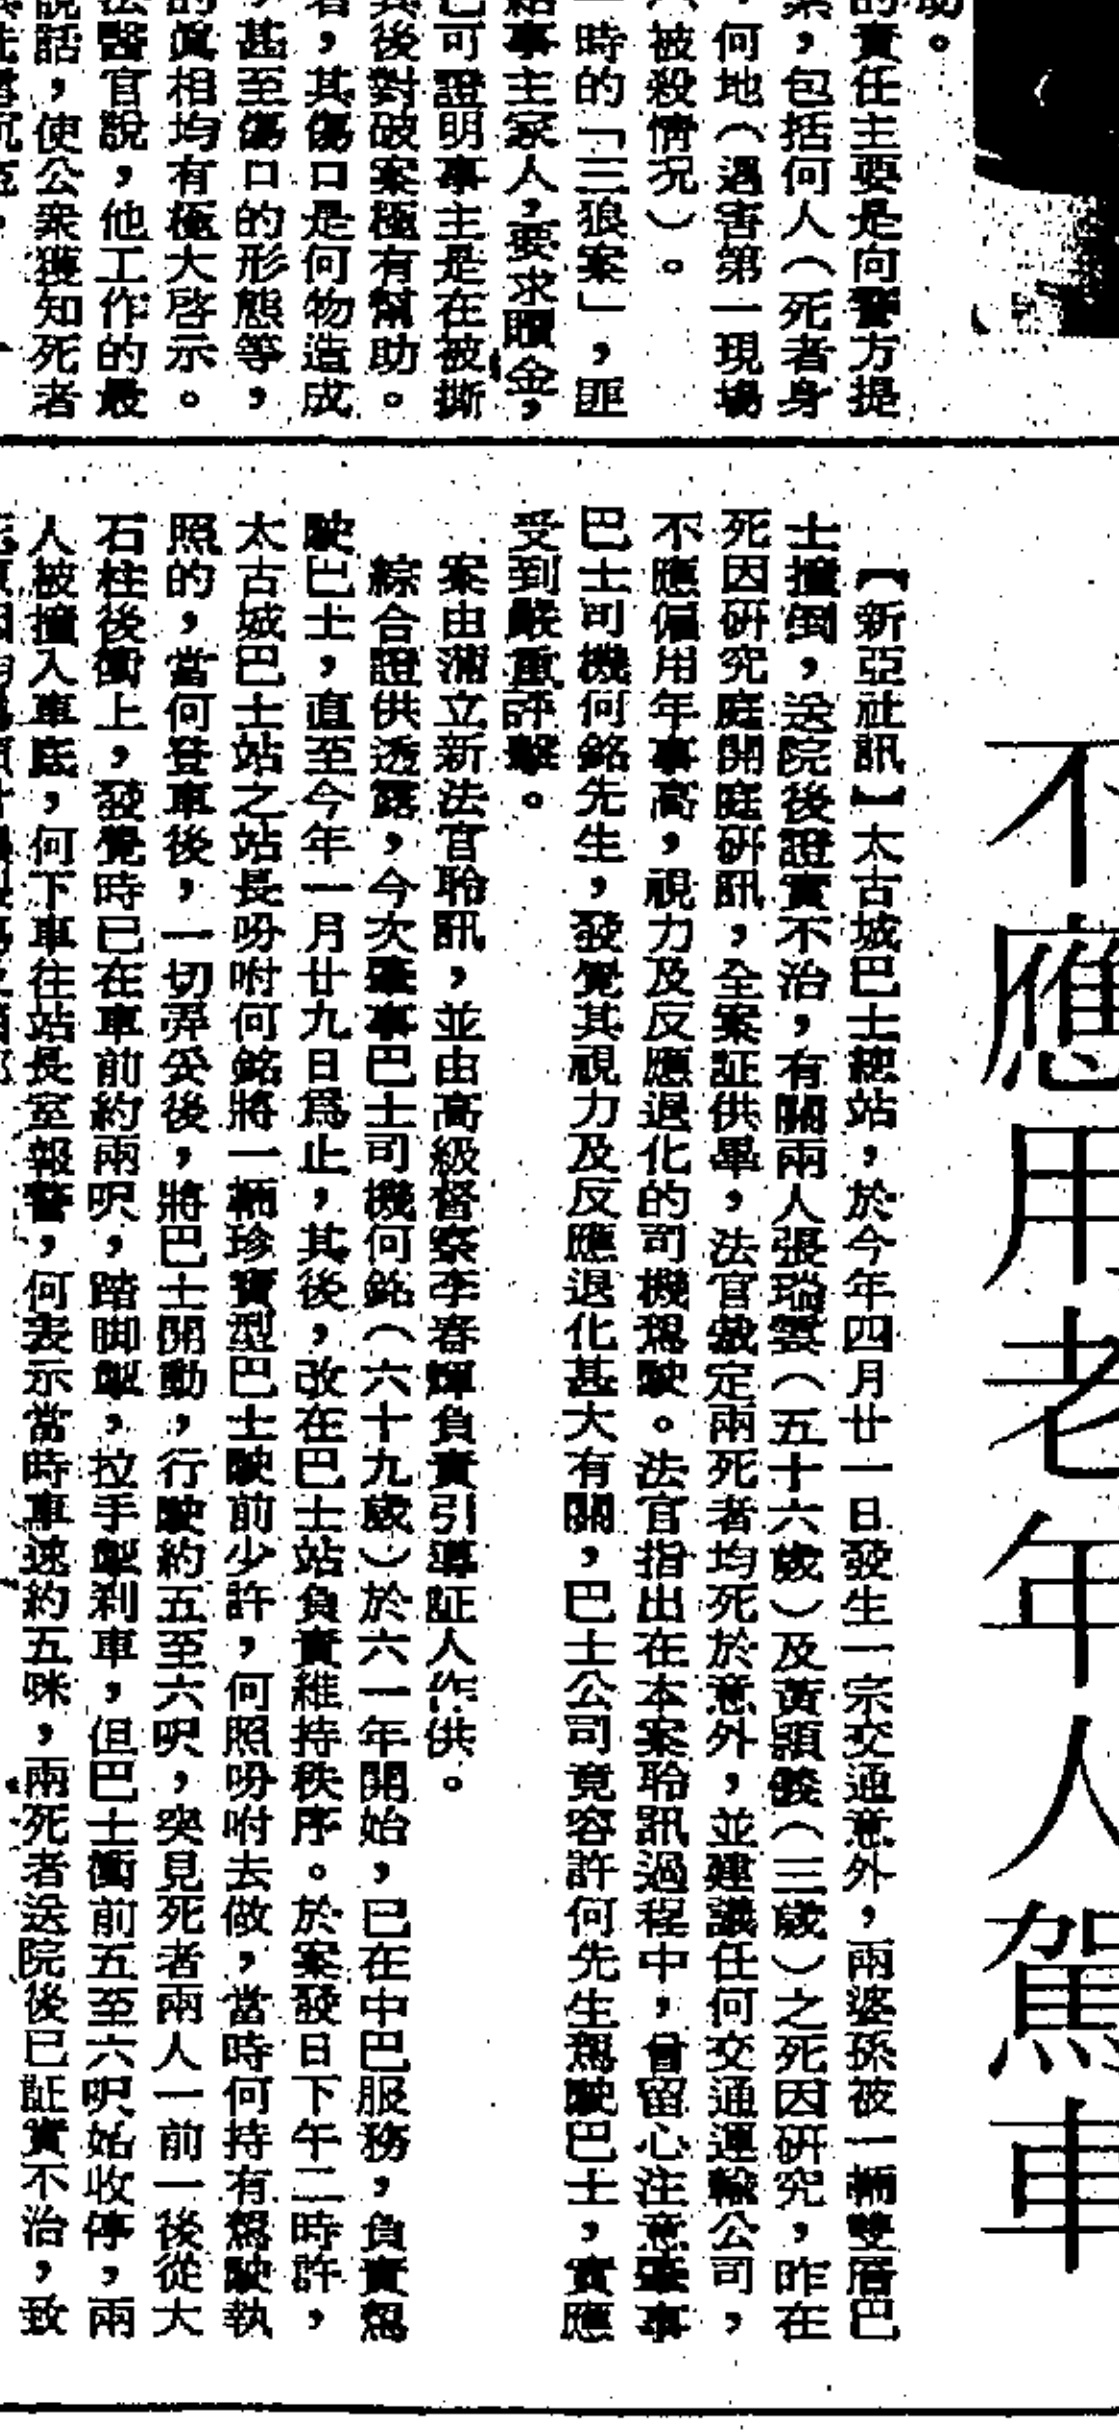 助。
的責任主要是向警方提
案，包括何人（死者身
，何地（遇害第一現場
被殺情況）。
時的「三狼案」，匪
給事主家人，要求贖金，
已可證明事主是在被撕
其後對破案極有幫助。
者，其傷口是何物造成
，甚至傷口的形態等，
的眞相均有極大啓示。
法醫官說，他工作的最
說話，使公衆獲知死者
不應用老年人駕車
【新亞社訊】太古城巴士總站，於今年四月廿一日發生一宗交通意外，兩婆孫被一輛雙層巴
士撞倒，送院後證實不治，有關兩人張瑞雲（五十六歲）及黃頴儀（三歲）之死因研究，昨在
死因研究庭開庭研訊，全案証供畢，法官裁定兩死者均死於意外，並建議任何交通運輸公司，
不應僱用年事高，視力及反應退化的司機駕駛。法官指出在本案聆訊過程中，曾留心注意肇事
巴士司機何銘先生，發覺其視力及反應退化甚大有關，巴士公司竟容許何先生駕駛巴士，實應
受到嚴重評擊。
案由蒲立新法官聆訊，並由高級督察李春輝負責引導証人作供。
綜合證供透露，今次肇事巴士司機何銘（六十九歲）於六一年開始，已在中巴服務，負責駕
駛巴士，直至今年一月廿九日爲止，其後，改在巴士站負責維持秩序。於案發日下午二時許，
太古城巴士站之站長吩咐何銘將一輛珍寶型巴士駛前少許，何照吩咐去做，當時何持有駕駛執
照的，當何登車後，一切弄妥後，將巴士開動，行駛約五至六呎，突見死者兩人一前一後從大
石柱後衝上，發覺時已在車前約兩呎，踏脚掣，拉手掣刹車，但巴士衝前五至六呎始收停，兩
人被撞入車底，何下車往站長室報警，何表示當時車速約五咪，兩死者送院後已証實不治，致